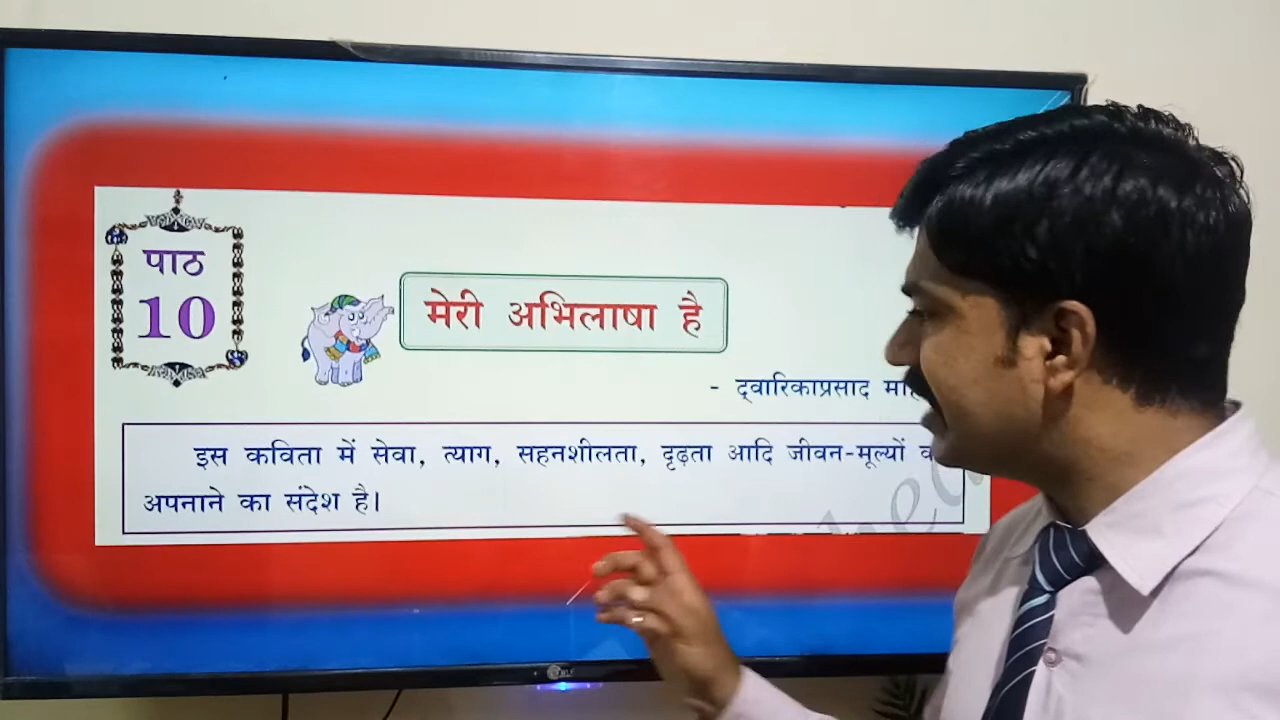 पाठ
10
मेरी अभिलाषा है
- द्वारिकाप्रसाद
इस कविता में सेवा, त्याग, सहनशीलता, दृढ़ता आदि जीवन-मूल्यों
अपनाने का संदेश है।